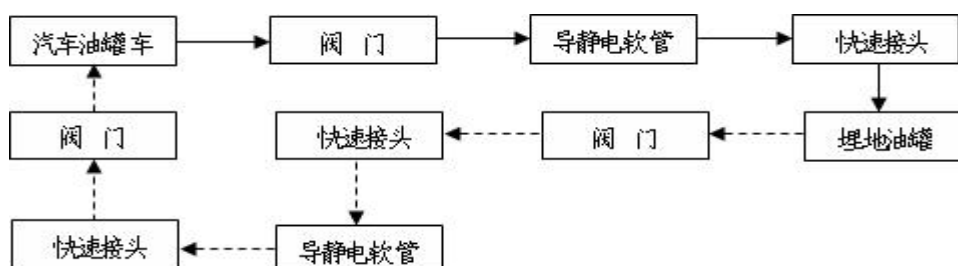 汽车油罐车
阀 门
导静电软管
快速接头
阀 门
快速接头
阀 门
埋地油罐
快速接头
导静电软管